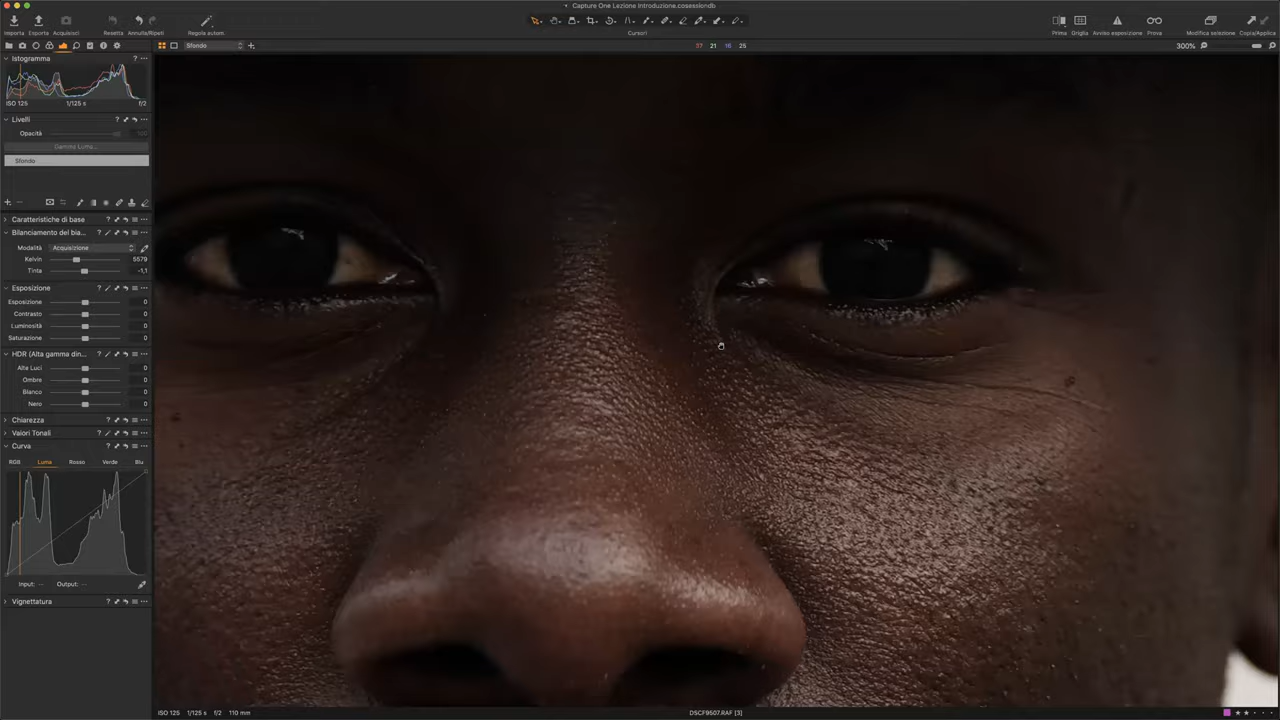 Capture One Lezione Introduzione.cosessiondb
Importa Esporta Acquisisci Resetta Annulla/Ripeti Regole autom. Cursori Prima Griglia Avviso esposizione Prova Modifica selezione Copia/Applica
Sfondo 37 21 16 25 300%
Istogramma
ISO 125 1/125 s f/2
Livelli
Opacità 100
Gamma Luma...
Sfondo
Caratteristiche di base
Bilanciamento del bia...
Modalità Acquisizione
Kelvin 5579
Tinta -1,1
Esposizione
Esposizione 0
Contrasto 0
Luminosità 0
Saturazione 0
HDR (Alta gamma din...
Alte Luci 0
Ombre 0
Bianco 0
Nero 0
Chiarezza
Valori Tonali
Curva
RGB Luma Rosso Verde Blu
Input: -- Output: --
Vignettatura
ISO 125 1/125 s f/2 110 mm DSCF9507.RAF [3]